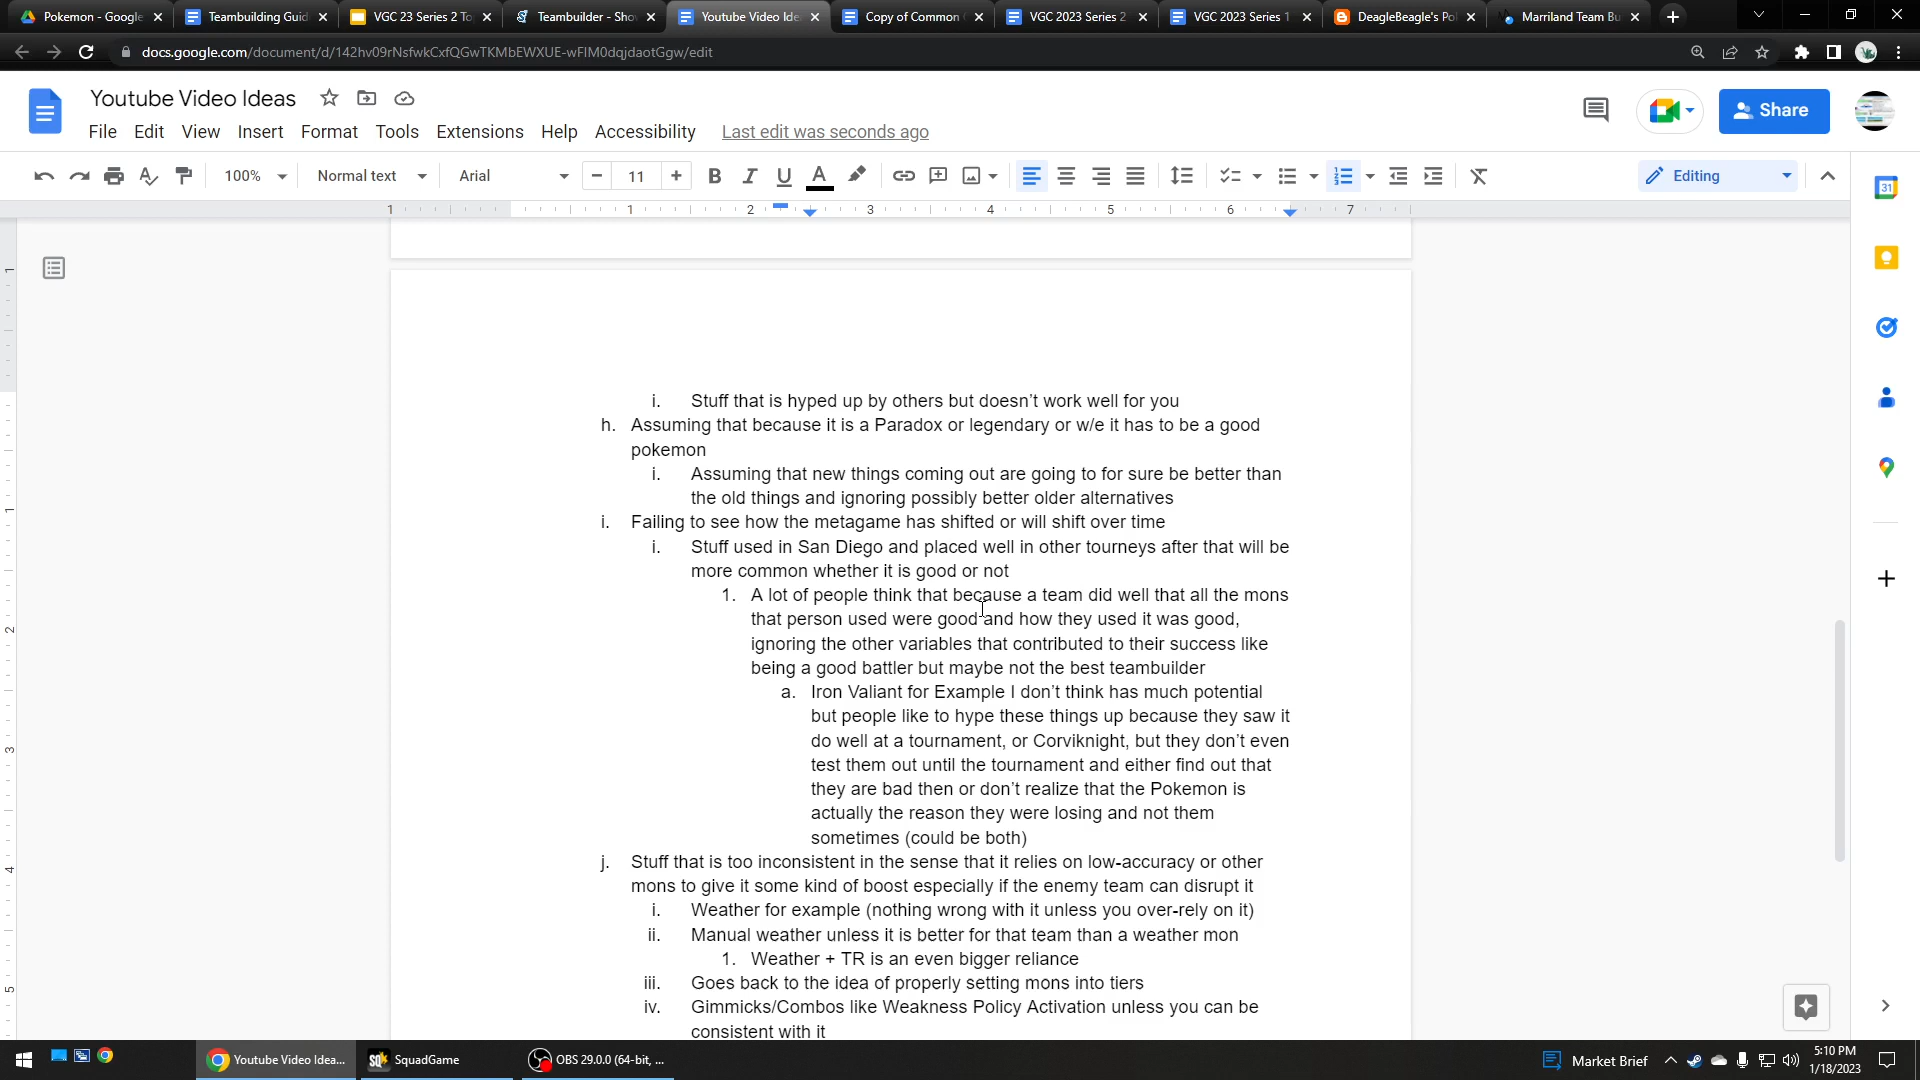 Pokemon - Google
Teambuilding Guid
VGC 23 Series 2 To
Teambuilder - Sho
Youtube Video Ide
Copy of Common
VGC 2023 Series 2
VGC 2023 Series 1
DeagleBeagle's Po
Marriland Team Bu
docs.google.com/document/d/142hv09rNsfwkCxfQGwTKMbEWXUE-wFIM0dqjdaotGgw/edit
Youtube Video Ideas
Share
File Edit View Insert Format Tools Extensions Help Accessibility Last edit was seconds ago
100% Normal text Arial 11 Editing
1 1 2 3 4 5 6 7
i. Stuff that is hyped up by others but doesn't work well for you
h. Assuming that because it is a Paradox or legendary or w/e it has to be a good
pokemon
i. Assuming that new things coming out are going to for sure be better than
the old things and ignoring possibly better older alternatives
i. Failing to see how the metagame has shifted or will shift over time
i. Stuff used in San Diego and placed well in other tourneys after that will be
more common whether it is good or not
1. A lot of people think that because a team did well that all the mons
that person used were good and how they used it was good,
ignoring the other variables that contributed to their success like
being a good battler but maybe not the best teambuilder
a. Iron Valiant for Example I don't think has much potential
but people like to hype these things up because they saw it
do well at a tournament, or Corviknight, but they don't even
test them out until the tournament and either find out that
they are bad then or don't realize that the Pokemon is
actually the reason they were losing and not them
sometimes (could be both)
j. Stuff that is too inconsistent in the sense that it relies on low-accuracy or other
mons to give it some kind of boost especially if the enemy team can disrupt it
i. Weather for example (nothing wrong with it unless you over-rely on it)
ii. Manual weather unless it is better for that team than a weather mon
1. Weather + TR is an even bigger reliance
iii. Goes back to the idea of properly setting mons into tiers
iv. Gimmicks/Combos like Weakness Policy Activation unless you can be
consistent with it
1
1
2
3
4
5
31
Youtube Video Idea...
SquadGame
OBS 29.0.0 (64-bit, ...
Market Brief
5:10 PM
1/18/2023